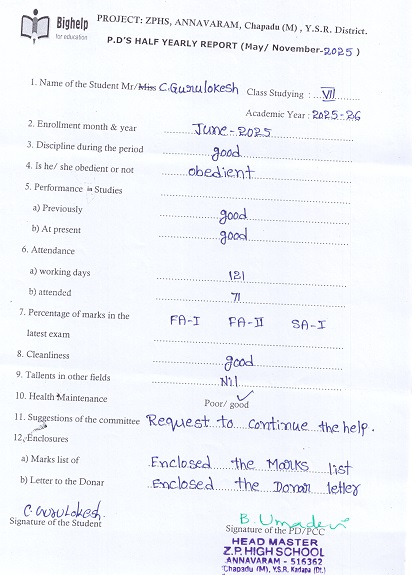 Bighelp
for education
PROJECT: ZPHS, ANNAVARAM, Chapadu (M) , Y.S.R. District.
P.D'S HALF YEARLY REPORT (May/ November-2025 )
1. Name of the Student Mr/Miss C.Gurulokesh Class Studying : VII
Academic Year : 2025-26
2. Enrollment month & year June-2025
3. Discipline during the period good
4. Is he/ she obedient or not obedient
5. Performance in Studies
a) Previously good
b) At present good
6. Attendance
a) working days 121
b) attended 71
7. Percentage of marks in the FA-I FA-II SA-I
latest exam
8. Cleanliness good
9. Tallents in other fields Nil
10. Health Maintenance Poor/ good ✓
11. Suggestions of the committee Request to continue the help.
12. Enclosures
a) Marks list of Enclosed the Marks list
b) Letter to the Donar Enclosed the Donar letter
C. Gurulokesh
Signature of the Student
B. Umadevi
Signature of the PD/PCC
HEAD MASTER
Z.P. HIGH SCHOOL
ANNAVARAM - 516362
Chapadu (M), Y.S.R. Kadapa (Dt.)